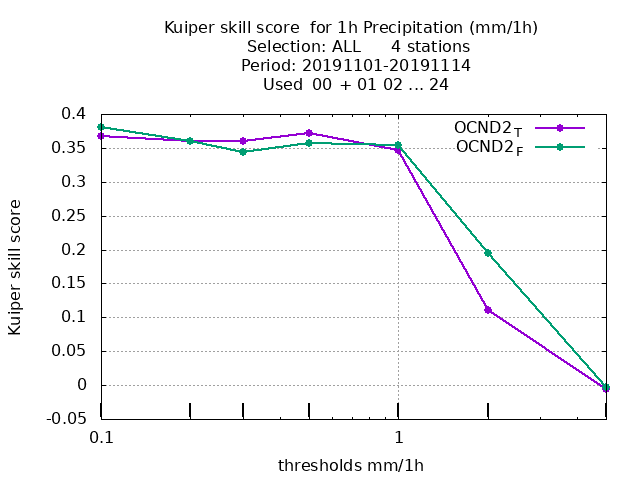 Kuiper skill score  for 1h Precipitation (mm/1h)
Selection: ALL      4 stations
Period: 20191101-20191114
Used  00 + 01 02 ... 24
OCND2_T
OCND2_F
0.4
0.35
0.3
0.25
0.2
0.15
0.1
0.05
0
-0.05
Kuiper skill score
0.1 1
thresholds mm/1h